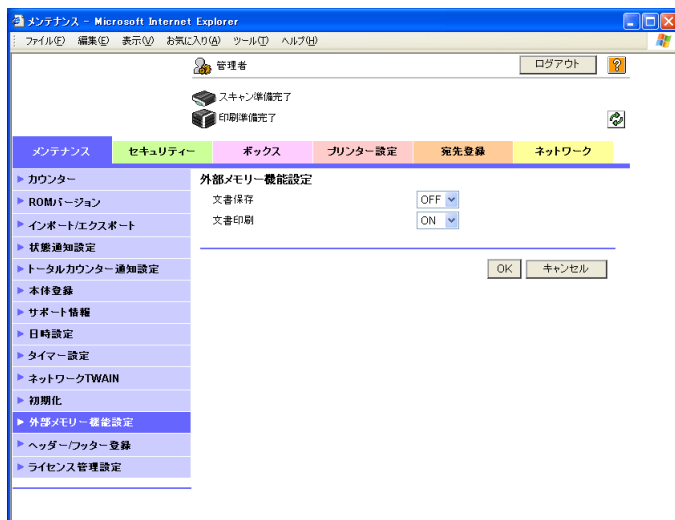 メンテナンス - Microsoft Internet Explorer
ファイル(F) 編集(E) 表示(V) お気に入り(A) ツール(T) ヘルプ(H)
管理者
ログアウト
?
スキャン準備完了
印刷準備完了
メンテナンス セキュリティー ボックス プリンター設定 宛先登録 ネットワーク
カウンター
ROMバージョン
インポート/エクスポート
状態通知設定
トータルカウンター通知設定
本体登録
サポート情報
日時設定
タイマー設定
ネットワークTWAIN
初期化
外部メモリー機能設定
ヘッダー/フッター登録
ライセンス管理設定
外部メモリー機能設定
文書保存 OFF
文書印刷 ON
OK キャンセル